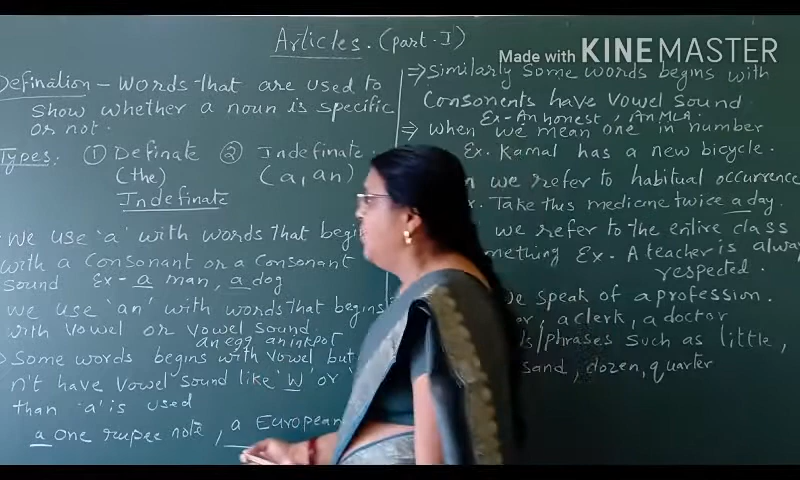 Articles. (part. I)
Made with KINEMASTER
Defination - Words that are used to
show whether a noun is specific
or not.
Types. ① Definate ② Indefinate.
(the) (a, an)
Indefinate
We use 'a' with words that begi
with a Consonant or a Consonant
Sound Ex- a man, a dog
we use 'an' with words that begins
with Vowel or Vowel Sound.
an egg an inkpot
Some words begins with Vowel but
n't have Vowel sound like 'W' or
than 'a' is used
a one rupee note, a European
⇒ Similarly some words begins with
Consonents have Vowel Sound.
Ex- An honest, An MLA.
⇒ when we mean one in number
Ex. Kamal has a new bicycle.
we refer to habitual occurrence
Take this medicine twice a day.
we refer to the entire class
mething Ex. A teacher is alway
respected.
we speak of a profession.
, a clerk, a doctor
/phrases such as little,
sand, dozen, quarter